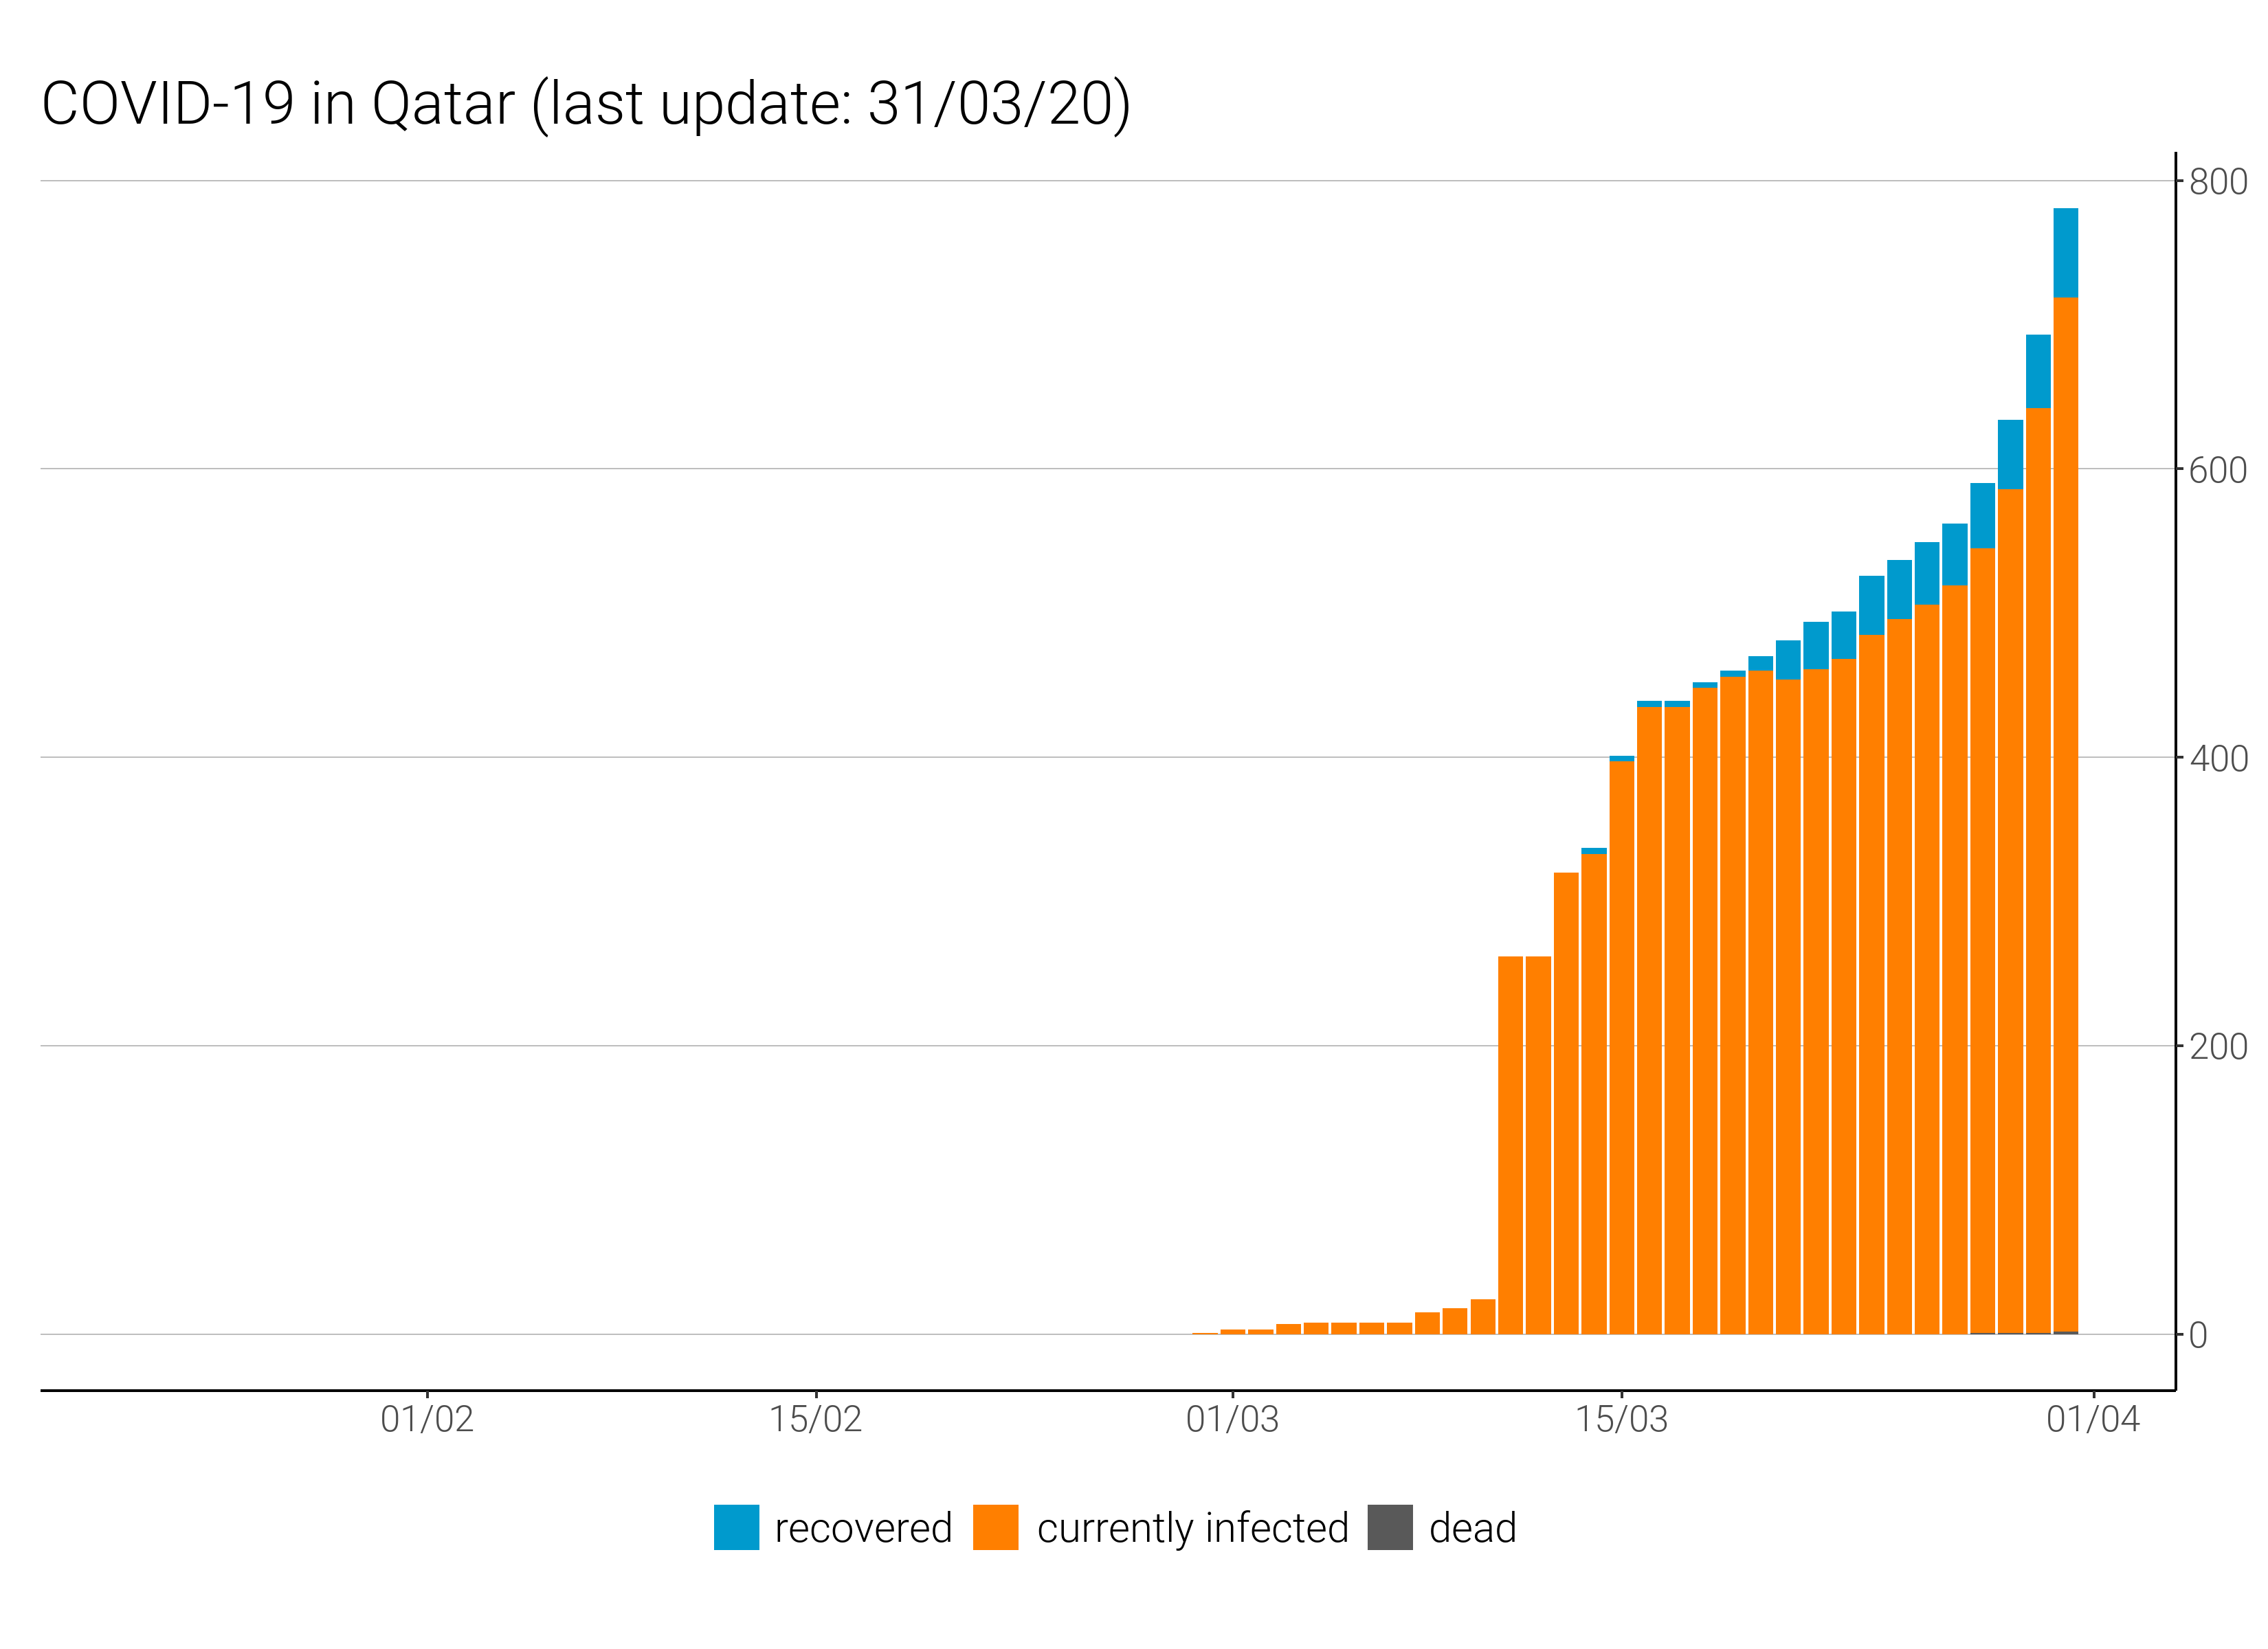 COVID-19 in Qatar (last update: 31/03/20)
800
600
400
200
0
01/02 15/02 01/03 15/03 01/04
recovered currently infected dead